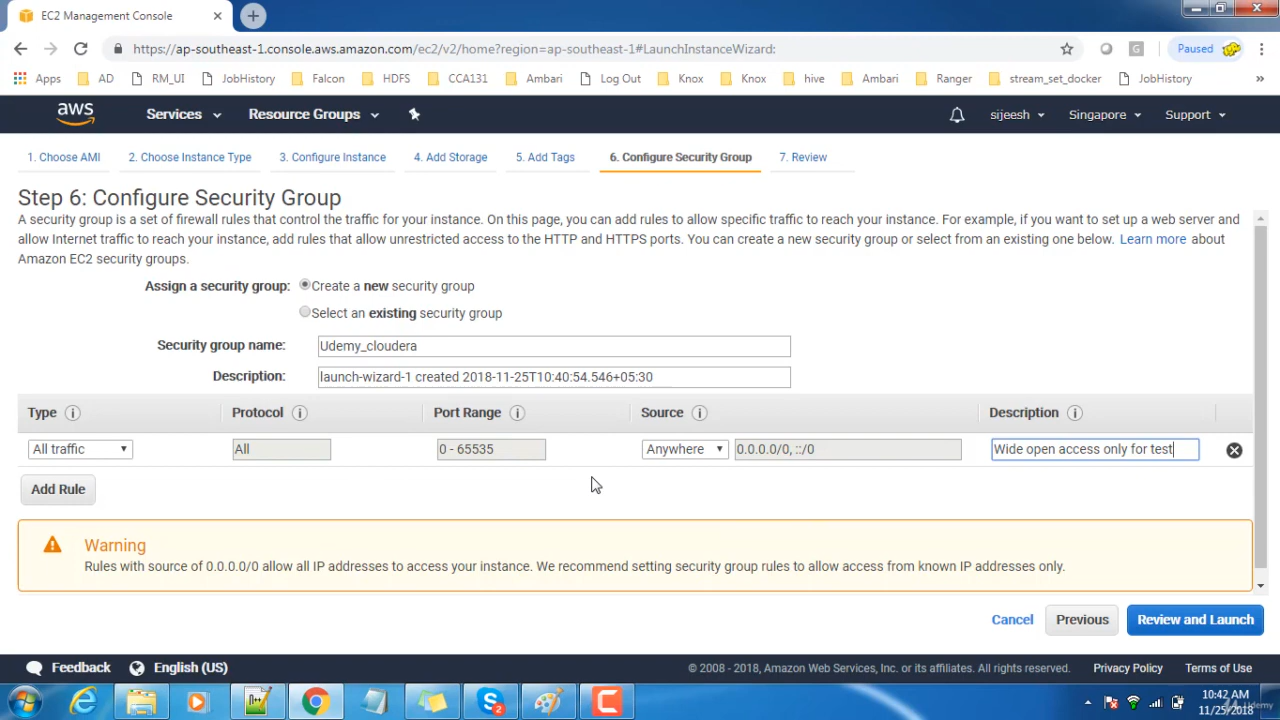 EC2 Management Console
https://ap-southeast-1.console.aws.amazon.com/ec2/v2/home?region=ap-southeast-1#LaunchInstanceWizard:
Paused
Apps AD RM_UI JobHistory Falcon HDFS CCA131 Ambari Log Out Knox Knox hive Ambari Ranger stream_set_docker JobHistory »
aws Services Resource Groups sijeesh Singapore Support
1. Choose AMI 2. Choose Instance Type 3. Configure Instance 4. Add Storage 5. Add Tags 6. Configure Security Group 7. Review
Step 6: Configure Security Group
A security group is a set of firewall rules that control the traffic for your instance. On this page, you can add rules to allow specific traffic to reach your instance. For example, if you want to set up a web server and
allow Internet traffic to reach your instance, add rules that allow unrestricted access to the HTTP and HTTPS ports. You can create a new security group or select from an existing one below. Learn more about
Amazon EC2 security groups.
Assign a security group: Create a new security group
Select an existing security group
Security group name: Udemy_cloudera
Description: launch-wizard-1 created 2018-11-25T10:40:54.546+05:30
Type Protocol Port Range Source Description
All traffic All 0 - 65535 Anywhere 0.0.0.0/0, ::/0 Wide open access only for test
Add Rule
Warning
Rules with source of 0.0.0.0/0 allow all IP addresses to access your instance. We recommend setting security group rules to allow access from known IP addresses only.
Cancel Previous Review and Launch
Feedback English (US) © 2008 - 2018, Amazon Web Services, Inc. or its affiliates. All rights reserved. Privacy Policy Terms of Use
10:42 AM
11/25/2018
Udemy